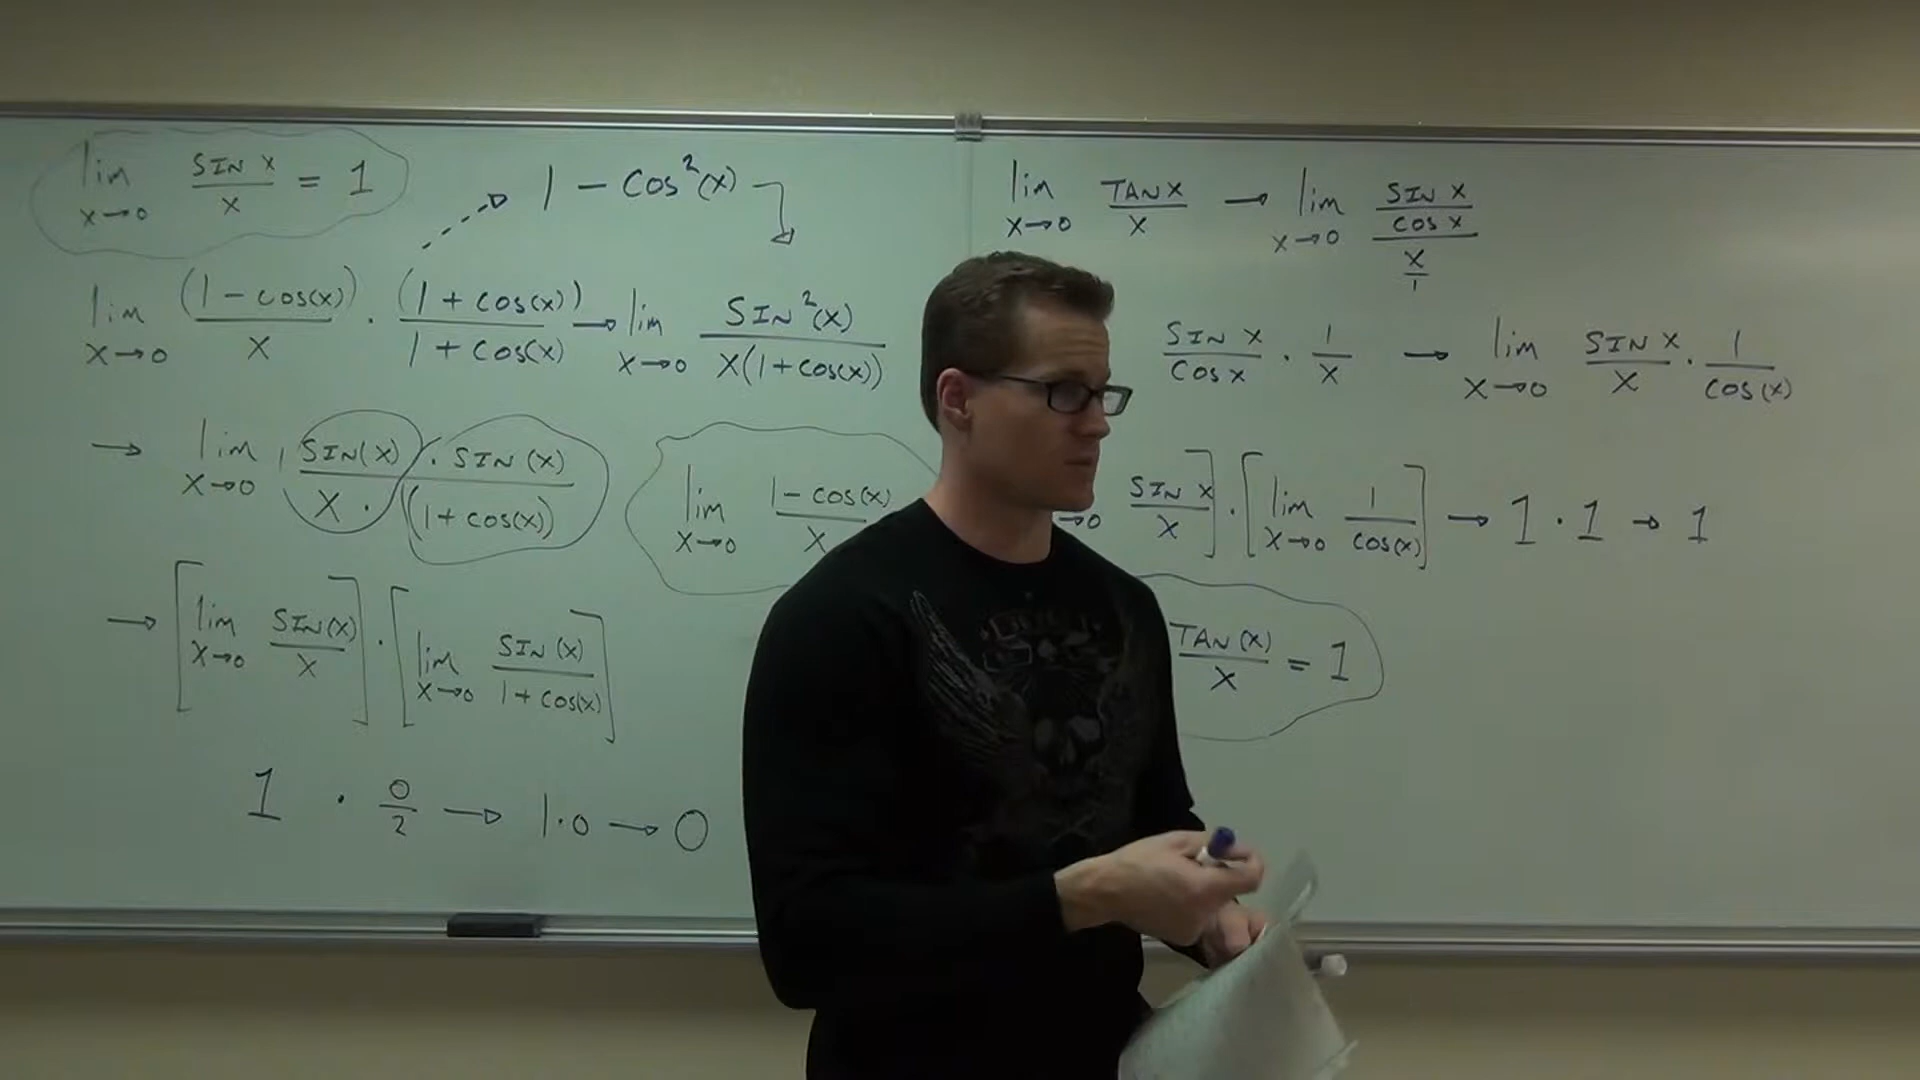 lim x→0 SIN x / x = 1
1 − cos²(x)
lim x→0 (1 − cos(x)) / x · (1 + cos(x)) / 1 + cos(x) → lim x→0 SIN²(x) / x(1+cos(x))
→ lim x→0 SIN(x) · SIN(x) / x · (1 + cos(x))
lim x→0 1 − cos(x) / x
→ [lim x→0 SIN(x) / x] · [lim x→0 SIN(x) / 1 + cos(x)]
1 · 0/2 → 1·0 → 0
lim x→0 TAN x / x → lim x→0 SIN x / cos x / x / 1
SIN x / cos x · 1 / x → lim x→0 SIN x / x · 1 / cos(x)
→0 SIN x / x] · [lim x→0 1 / cos(x)] → 1 · 1 → 1
TAN(x) / x = 1